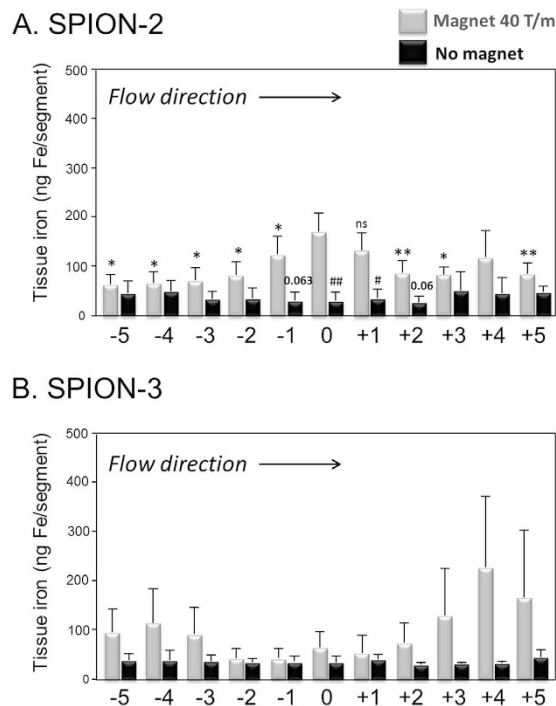 A. SPION-2
Magnet 40 T/m
No magnet
Tissue iron (ng Fe/segment)
500
400
300
200
100
0
Flow direction
* * * * * ns ** * **
0.063 ## # 0.06
-5 -4 -3 -2 -1 0 +1 +2 +3 +4 +5
B. SPION-3
Tissue iron (ng Fe/segment)
500
400
300
200
100
0
Flow direction
-5 -4 -3 -2 -1 0 +1 +2 +3 +4 +5